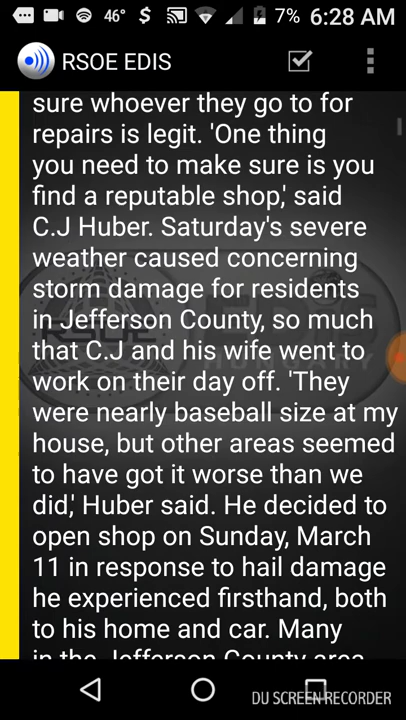 46° $ 7% 6:28 AM
RSOE EDIS
sure whoever they go to for
repairs is legit. 'One thing
you need to make sure is you
find a reputable shop,' said
C.J Huber. Saturday's severe
weather caused concerning
storm damage for residents
in Jefferson County, so much
that C.J and his wife went to
work on their day off. 'They
were nearly baseball size at my
house, but other areas seemed
to have got it worse than we
did,' Huber said. He decided to
open shop on Sunday, March
11 in response to hail damage
he experienced firsthand, both
to his home and car. Many
in the Jefferson County area
DU SCREEN RECORDER